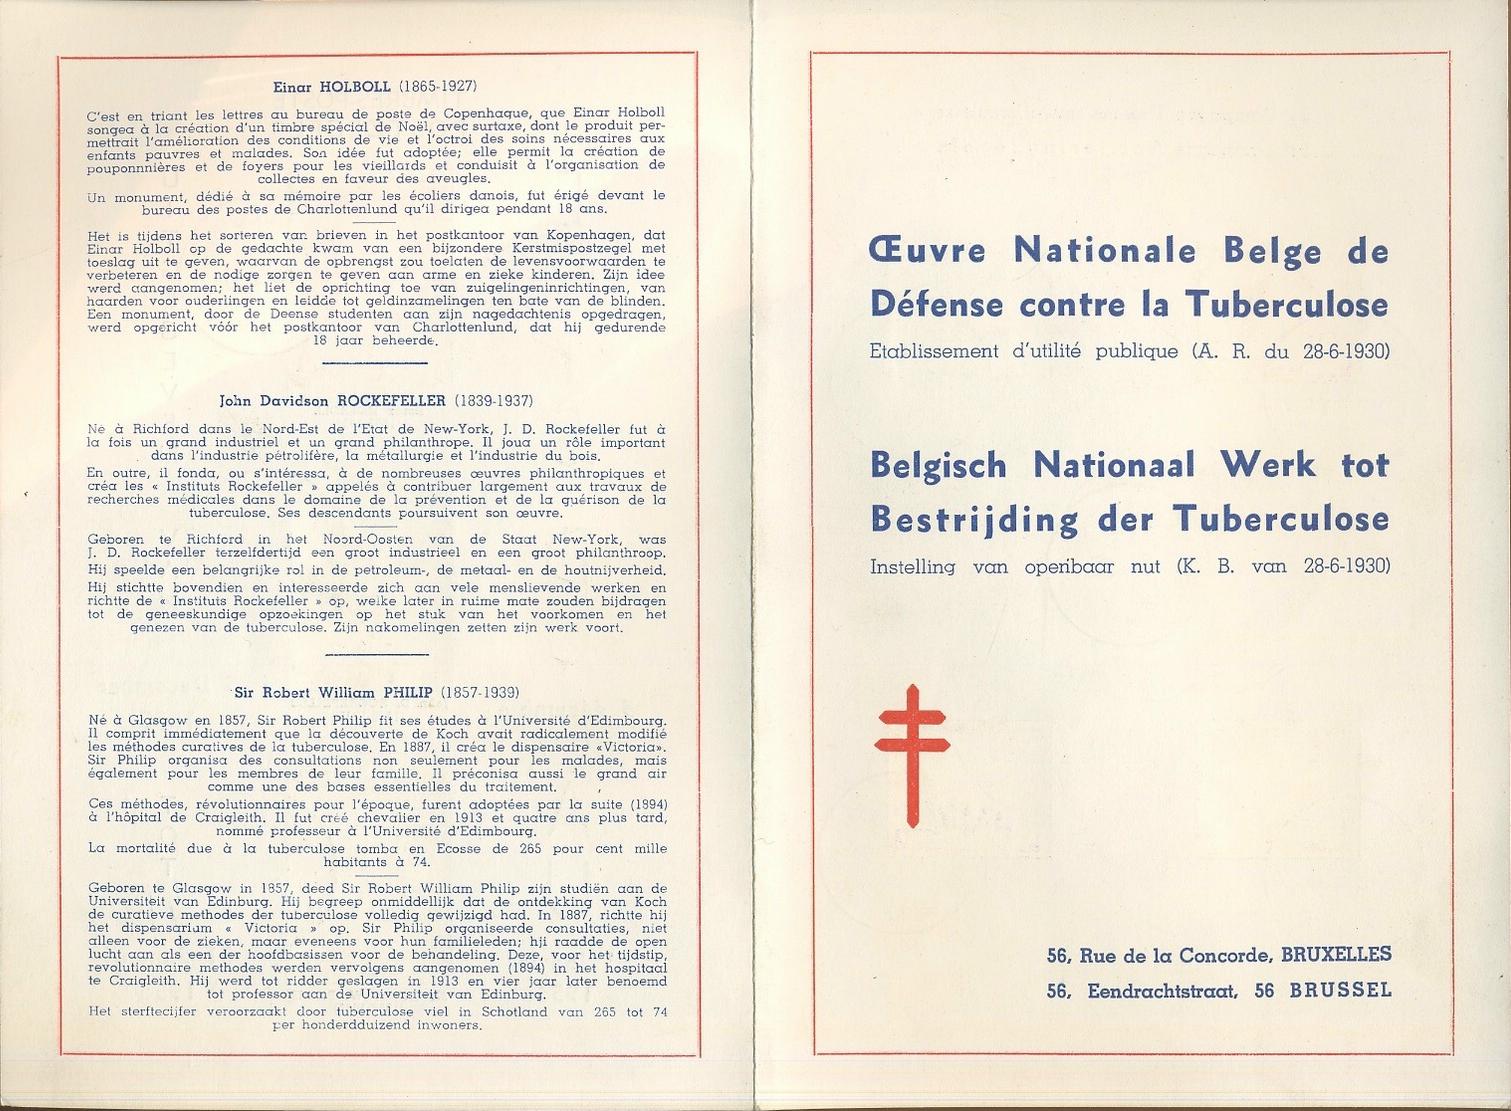 Einar HOLBOLL (1865-1927)
C'est en triant les lettres au bureau de poste de Copenhaque, que Einar Holboll
songea à la création d'un timbre spécial de Noël, avec surtaxe, dont le produit per-
mettrait l'amélioration des conditions de vie et l'octroi des soins nécessaires aux
enfants pauvres et malades. Son idée fut adoptée; elle permit la création de
pouponnnières et de foyers pour les vieillards et conduisit à l'organisation de
collectes en faveur des aveugles.
Un monument, dédié à sa mémoire par les écoliers danois, fut érigé devant le
bureau des postes de Charlottenlund qu'il dirigea pendant 18 ans.
Het is tijdens het sorteren van brieven in het postkantoor van Kopenhagen, dat
Einar Holboll op de gedachte kwam van een bijzondere Kerstmispostzegel met
toeslag uit te geven, waarvan de opbrengst zou toelaten de levensvoorwaarden te
verbeteren en de nodige zorgen te geven aan arme en zieke kinderen. Zijn idee
werd aangenomen; het liet de oprichting toe van zuigelingeninrichtingen, van
haarden voor ouderlingen en leidde tot geldinzamelingen ten bate van de blinden.
Een monument, door de Deense studenten aan zijn nagedachtenis opgedragen,
werd opgericht vóór het postkantoor van Charlottenlund, dat hij gedurende
18 jaar beheerde.
John Davidson ROCKEFELLER (1839-1937)
Né à Richford dans le Nord-Est de l'Etat de New-York, J. D. Rockefeller fut à
la fois un grand industriel et un grand philanthrope. Il joua un rôle important
dans l'industrie pétrolifère, la métallurgie et l'industrie du bois.
En outre, il fonda, ou s'intéressa, à de nombreuses œuvres philanthropiques et
créa les « Instituts Rockefeller » appelés à contribuer largement aux travaux de
recherches médicales dans le domaine de la prévention et de la guérison de la
tuberculose. Ses descendants poursuivent son œuvre.
Geboren te Richford in het Noord-Oosten van de Staat New-York, was
J. D. Rockefeller terzelfdertijd een groot industrieel en een groot philanthroop.
Hij speelde een belangrijke rol in de petroleum-, de metaal- en de houtnijverheid.
Hij stichtte bovendien en interesseerde zich aan vele menslievende werken en
richtte de « Instituts Rockefeller » op, welke later in ruime mate zouden bijdragen
tot de geneeskundige opzoekingen op het stuk van het voorkomen en het
genezen van de tuberculose. Zijn nakomelingen zetten zijn werk voort.
Sir Robert William PHILIP (1857-1939)
Né à Glasgow en 1857, Sir Robert Philip fit ses études à l'Université d'Edimbourg.
Il comprit immédiatement que la découverte de Koch avait radicalement modifié
les méthodes curatives de la tuberculose. En 1887, il créa le dispensaire «Victoria».
Sir Philip organisa des consultations non seulement pour les malades, mais
également pour les membres de leur famille. Il préconisa aussi le grand air
comme une des bases essentielles du traitement.
Ces méthodes, révolutionnaires pour l'époque, furent adoptées par la suite (1894)
à l'hôpital de Craigleith. Il fut créé chevalier en 1913 et quatre ans plus tard,
nommé professeur à l'Université d'Edimbourg.
La mortalité due à la tuberculose tomba en Ecosse de 265 pour cent mille
habitants à 74.
Geboren te Glasgow in 1857, deed Sir Robert William Philip zijn studiën aan de
Universiteit van Edinburg. Hij begreep onmiddellijk dat de ontdekking van Koch
de curatieve methodes der tuberculose volledig gewijzigd had. In 1887, richtte hij
het dispensarium « Victoria » op. Sir Philip organiseerde consultaties, niet
alleen voor de zieken, maar eveneens voor hun familieleden; hji raadde de open
lucht aan als een der hoofdbasissen voor de behandeling. Deze, voor het tijdstip,
revolutionnaire methodes werden vervolgens aangenomen (1894) in het hospitaal
te Craigleith. Hij werd tot ridder geslagen in 1913 en vier jaar later benoemd
tot professor aan de Universiteit van Edinburg.
Het sterftecijfer veroorzaakt door tuberculose viel in Schotland van 265 tot 74
per honderdduizend inwoners.
Œuvre Nationale Belge de
Défense contre la Tuberculose
Etablissement d'utilité publique (A. R. du 28-6-1930)
Belgisch Nationaal Werk tot
Bestrijding der Tuberculose
Instelling van openbaar nut (K. B. van 28-6-1930)
56, Rue de la Concorde, BRUXELLES
56, Eendrachtstraat, 56 BRUSSEL